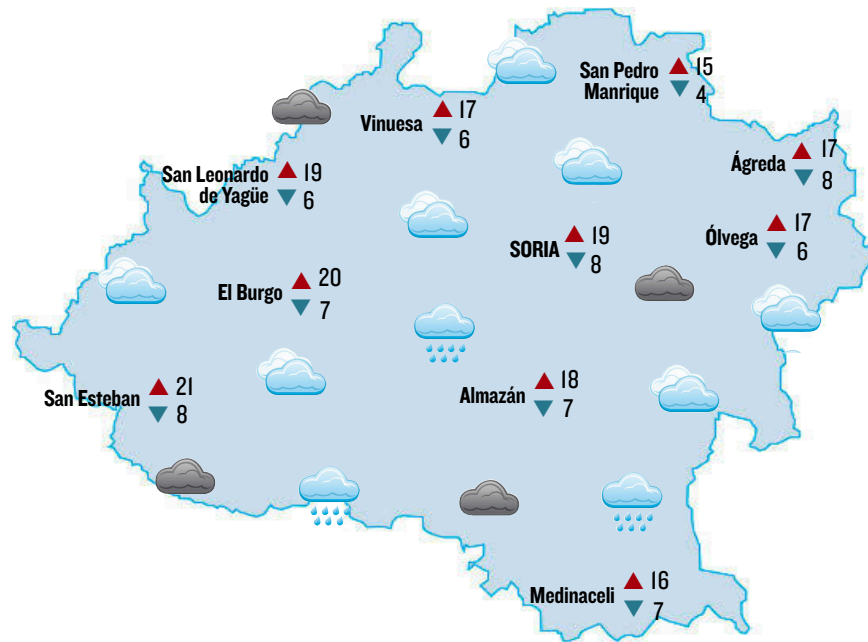 San Pedro
Manrique
15
4
Vinuesa
17
6
Ágreda
17
8
San Leonardo
de Yagüe
19
6
SORIA
19
8
Ólvega
17
6
El Burgo
20
7
San Esteban
21
8
Almazán
18
7
Medinaceli
16
7